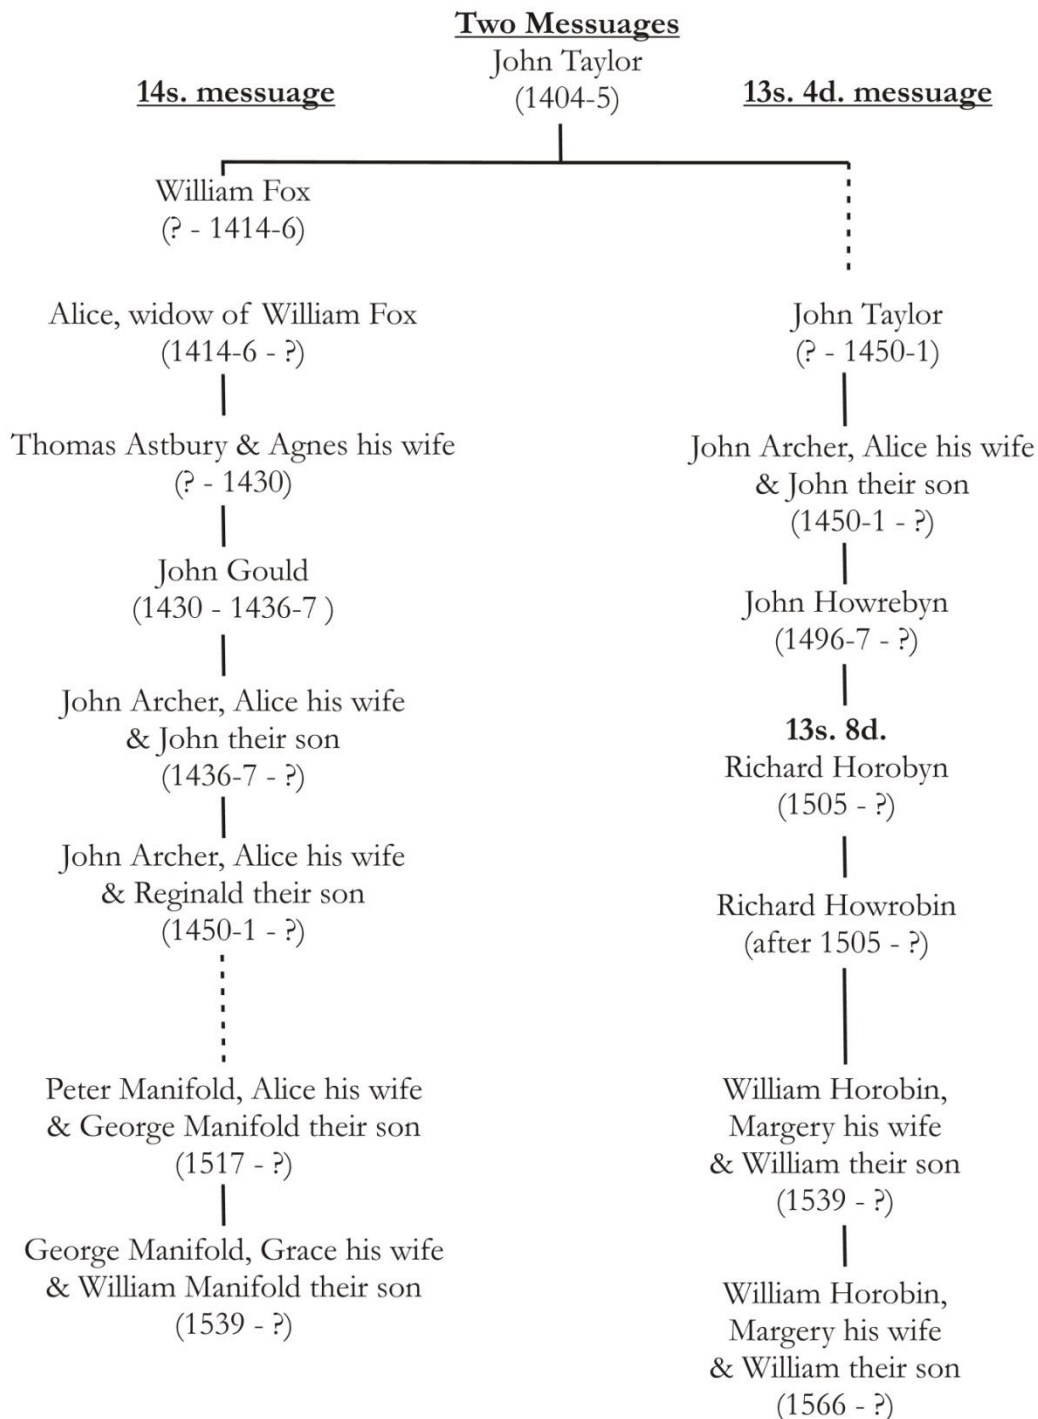 Two Messuages
John Taylor
(1404-5)
14s. messuage
William Fox
(? - 1414-6)
Alice, widow of William Fox
(1414-6 - ?)
Thomas Astbury & Agnes his wife
(? - 1430)
John Gould
(1430 - 1436-7 )
John Archer, Alice his wife
& John their son
(1436-7 - ?)
John Archer, Alice his wife
& Reginald their son
(1450-1 - ?)
Peter Manifold, Alice his wife
& George Manifold their son
(1517 - ?)
George Manifold, Grace his wife
& William Manifold their son
(1539 - ?)
13s. 4d. messuage
John Taylor
(? - 1450-1)
John Archer, Alice his wife
& John their son
(1450-1 - ?)
John Howrebyn
(1496-7 - ?)
13s. 8d.
Richard Horobyn
(1505 - ?)
Richard Howrobin
(after 1505 - ?)
William Horobin,
Margery his wife
& William their son
(1539 - ?)
William Horobin,
Margery his wife
& William their son
(1566 - ?)